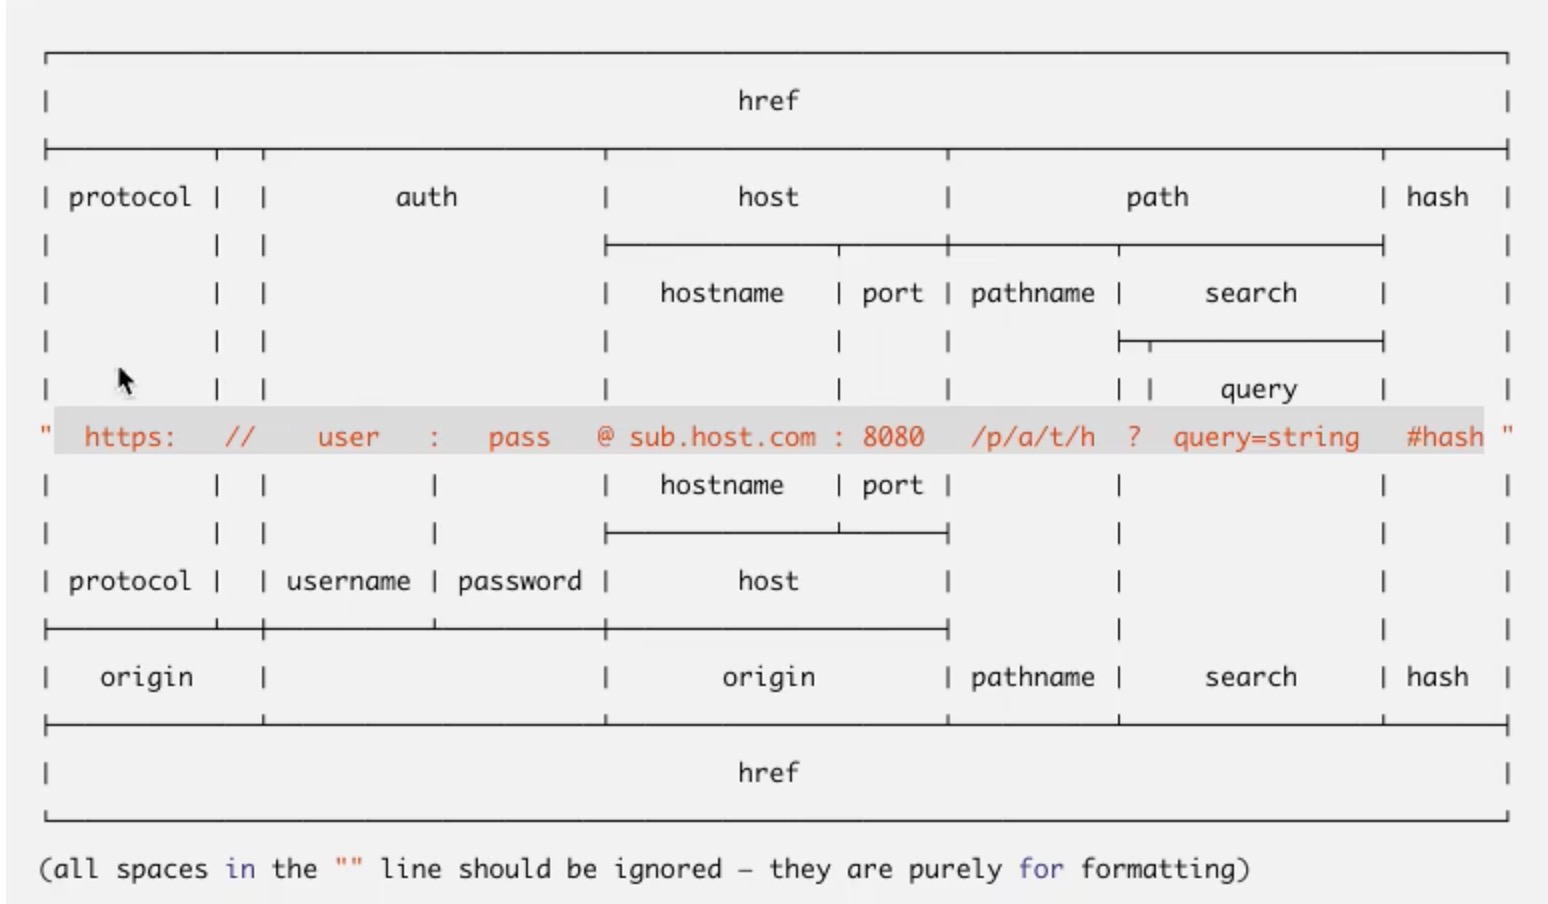 href
protocol auth host path hash
hostname port pathname search
query
" https: // user : pass @ sub.host.com : 8080 /p/a/t/h ? query=string #hash "
hostname port
protocol username password host
origin origin pathname search hash
href
(all spaces in the "" line should be ignored — they are purely for formatting)